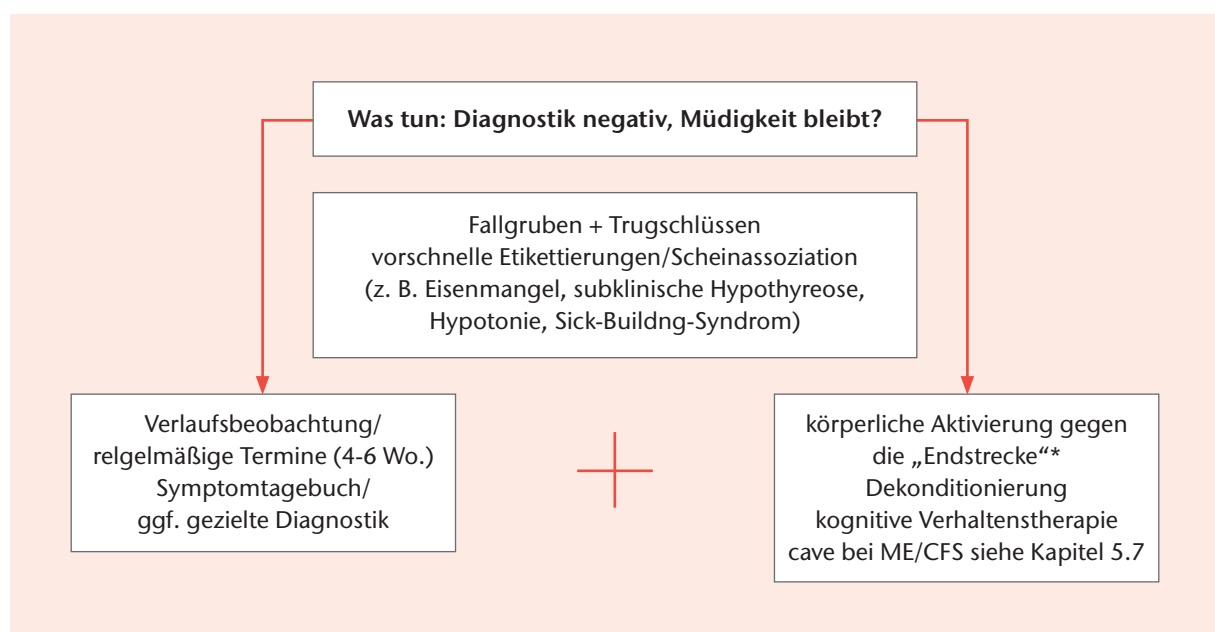 Was tun: Diagnostik negativ, Müdigkeit bleibt?
Fallgruben + Trugschlüssen
vorschnelle Etikettierungen/Scheinassoziation
(z. B. Eisenmangel, subklinische Hypothyreose,
Hypotonie, Sick-Buildng-Syndrom)
Verlaufsbeobachtung/
relgelmäßige Termine (4-6 Wo.)
Symptomtagebuch/
ggf. gezielte Diagnostik
körperliche Aktivierung gegen
die „Endstrecke“*
Dekonditionierung
kognitive Verhaltenstherapie
cave bei ME/CFS siehe Kapitel 5.7